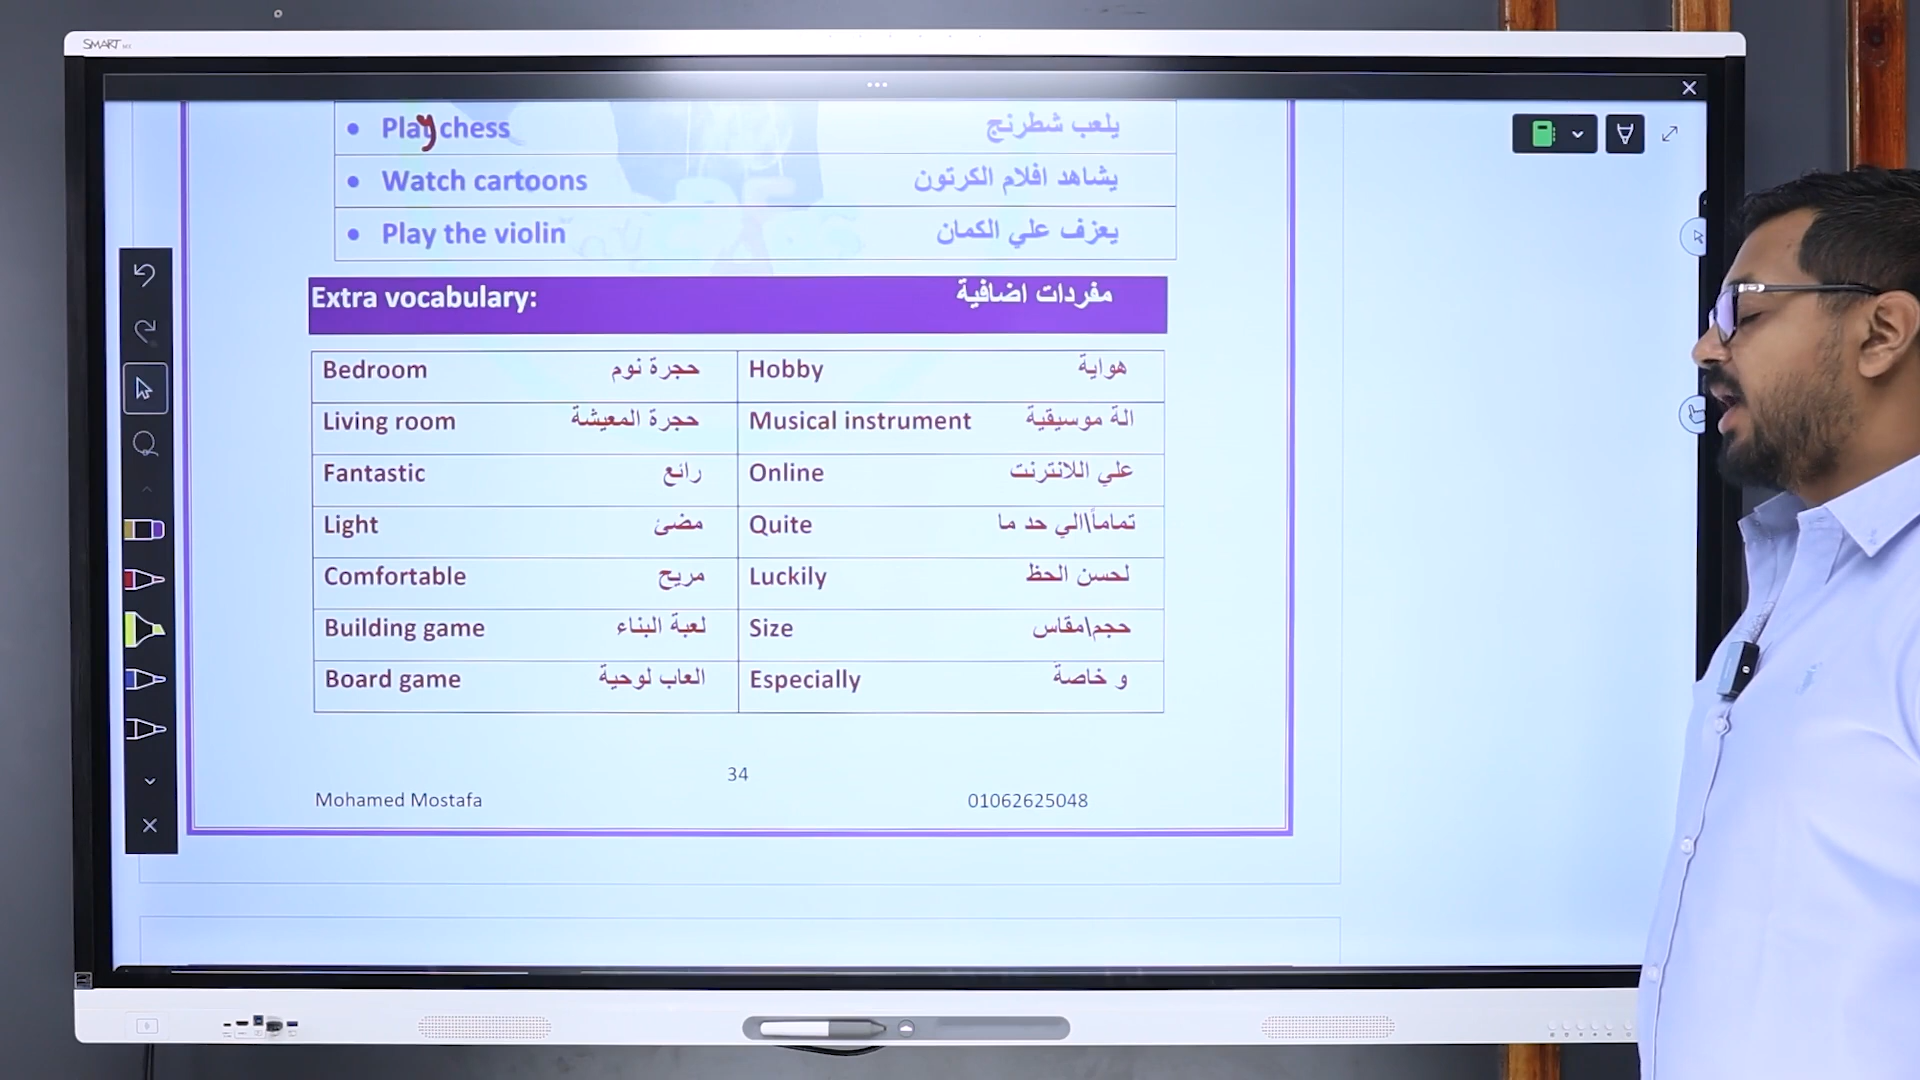 SMART
• Play chess يلعب شطرنج
• Watch cartoons يشاهد افلام الكرتون
• Play the violin يعزف علي الكمان
Extra vocabulary: مفردات اضافية
Bedroom حجرة نوم Hobby هواية
Living room حجرة المعيشة Musical instrument الة موسيقية
Fantastic رائع Online علي اللانترنت
Light مضئ Quite تماماً\الي حد ما
Comfortable مريح Luckily لحسن الحظ
Building game لعبة البناء Size حجم\مقاس
Board game العاب لوحية Especially و خاصة
34
Mohamed Mostafa 01062625048